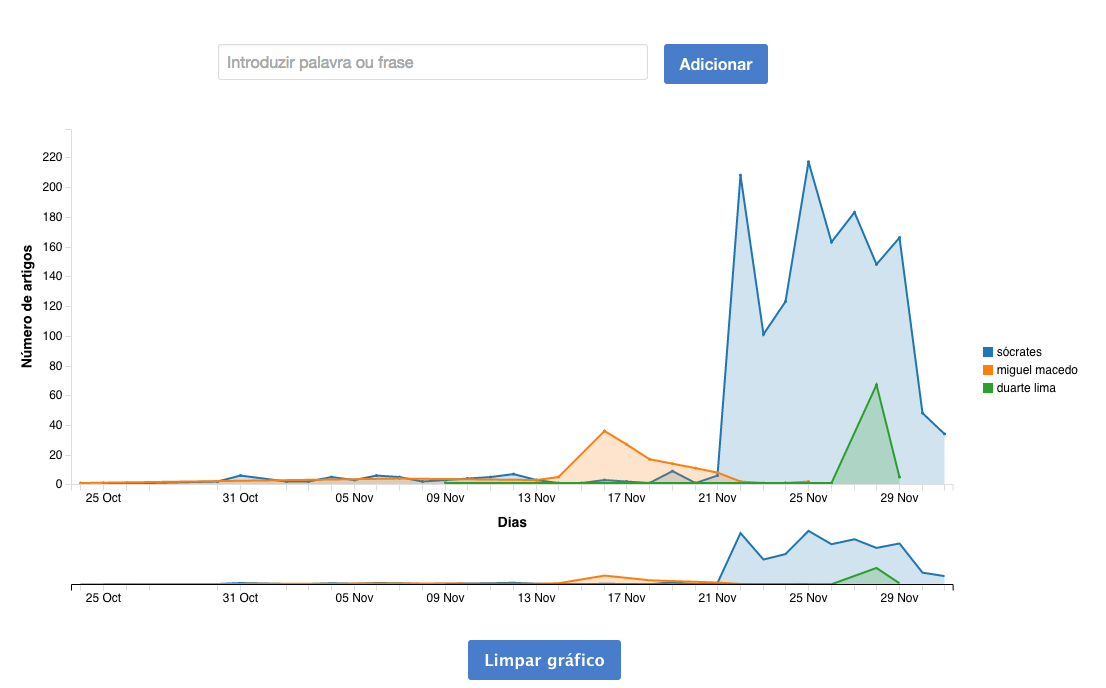 Introduzir palavra ou frase
Adicionar
Número de artigos
220
200
180
160
140
120
100
80
60
40
20
0
25 Oct 31 Oct 05 Nov 09 Nov 13 Nov 17 Nov 21 Nov 25 Nov 29 Nov
Dias
sócrates
miguel macedo
duarte lima
25 Oct 31 Oct 05 Nov 09 Nov 13 Nov 17 Nov 21 Nov 25 Nov 29 Nov
Limpar gráfico